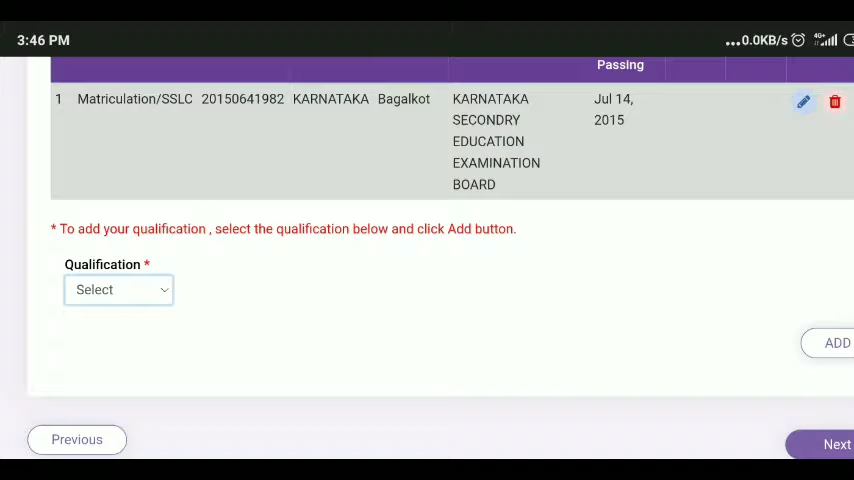 3:46 PM
...0.0KB/s 4G+
Passing
1 Matriculation/SSLC 20150641982 KARNATAKA Bagalkot KARNATAKA Jul 14,
SECONDRY 2015
EDUCATION
EXAMINATION
BOARD
* To add your qualification , select the qualification below and click Add button.
Qualification *
Select
ADD
Previous
Next